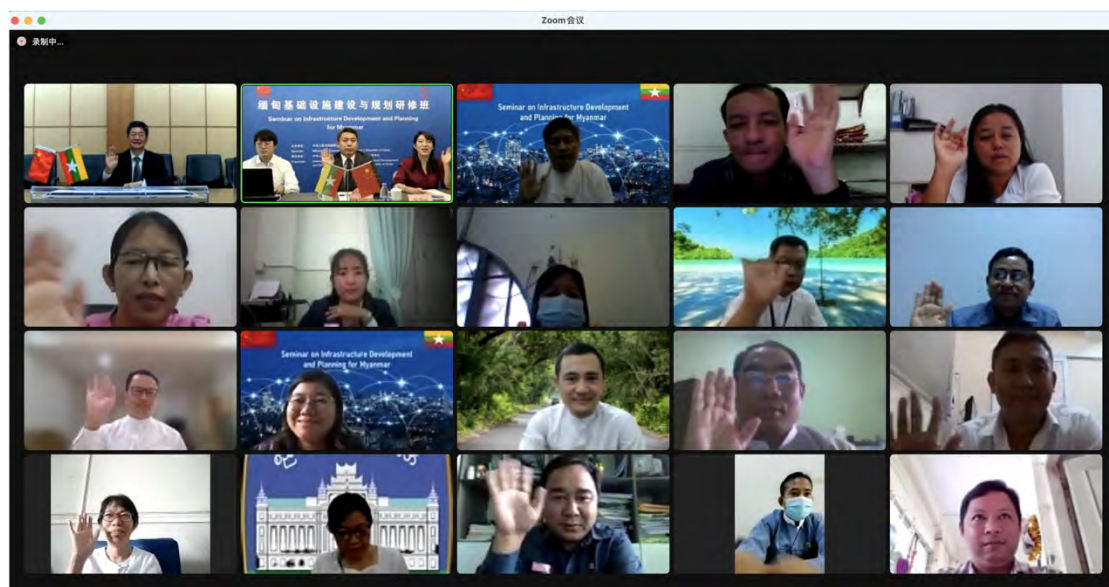 Zoom会议
录制中...
缅甸基础设施建设与规划研修班
Seminar on Infrastructure Development and Planning
for Myanmar
Seminar on Infrastructure Development
and Planning for Myanmar
Seminar on Infrastructure Development
and Planning for Myanmar